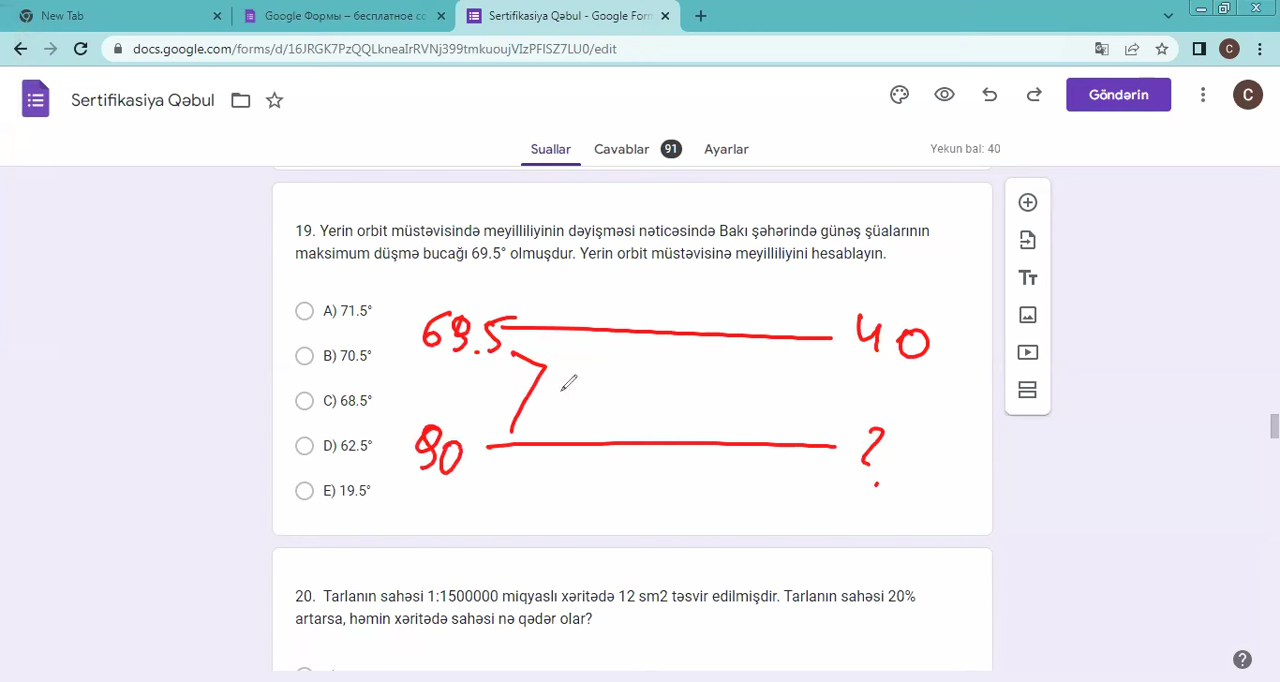 New Tab
Google Формы – бесплатное со
Sertifikasiya Qəbul - Google Forn
docs.google.com/forms/d/16JRGK7PzQQLkneaIrRVNj399tmkuoujVIzPFISZ7LU0/edit
C
Sertifikasiya Qəbul
Göndərin
C
Suallar
Cavablar 91
Ayarlar
Yekun bal: 40
19. Yerin orbit müstəvisində meyilliliyinin dəyişməsi nəticəsində Bakı şəhərində günəş şüalarının
maksimum düşmə bucağı 69.5° olmuşdur. Yerin orbit müstəvisinə meyilliliyini hesablayın.
A) 71.5°
B) 70.5°
C) 68.5°
D) 62.5°
E) 19.5°
69.5 40
90 ?
20. Tarlanın sahəsi 1:1500000 miqyaslı xəritədə 12 sm2 təsvir edilmişdir. Tarlanın sahəsi 20%
artarsa, həmin xəritədə sahəsi nə qədər olar?